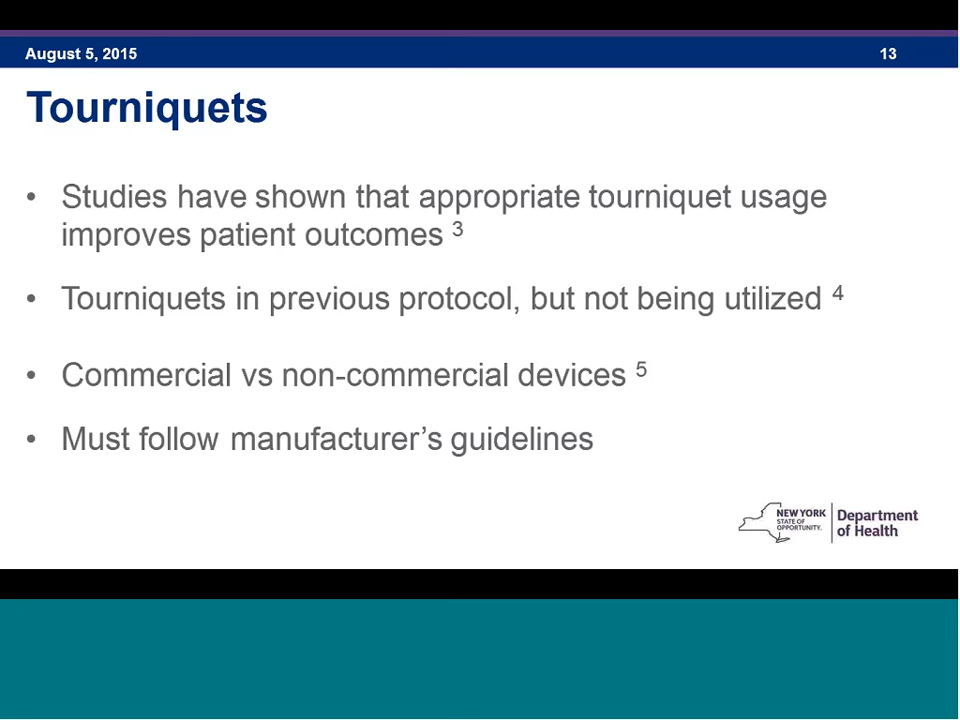 August 5, 2015 13
Tourniquets
• Studies have shown that appropriate tourniquet usage
improves patient outcomes 3
• Tourniquets in previous protocol, but not being utilized 4
• Commercial vs non-commercial devices 5
• Must follow manufacturer’s guidelines
NEW YORK
STATE OF
OPPORTUNITY.
Department
of Health